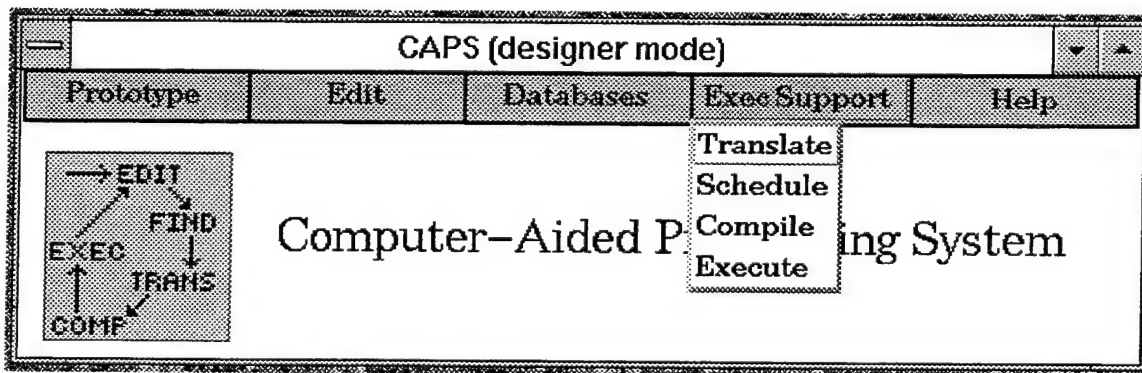 CAPS (designer mode)
Prototype Edit Databases Exec Support Help
Translate
Schedule
Compile
Execute
EDIT
FIND
TRANS
COMP
EXEC
Computer-Aided P ing System